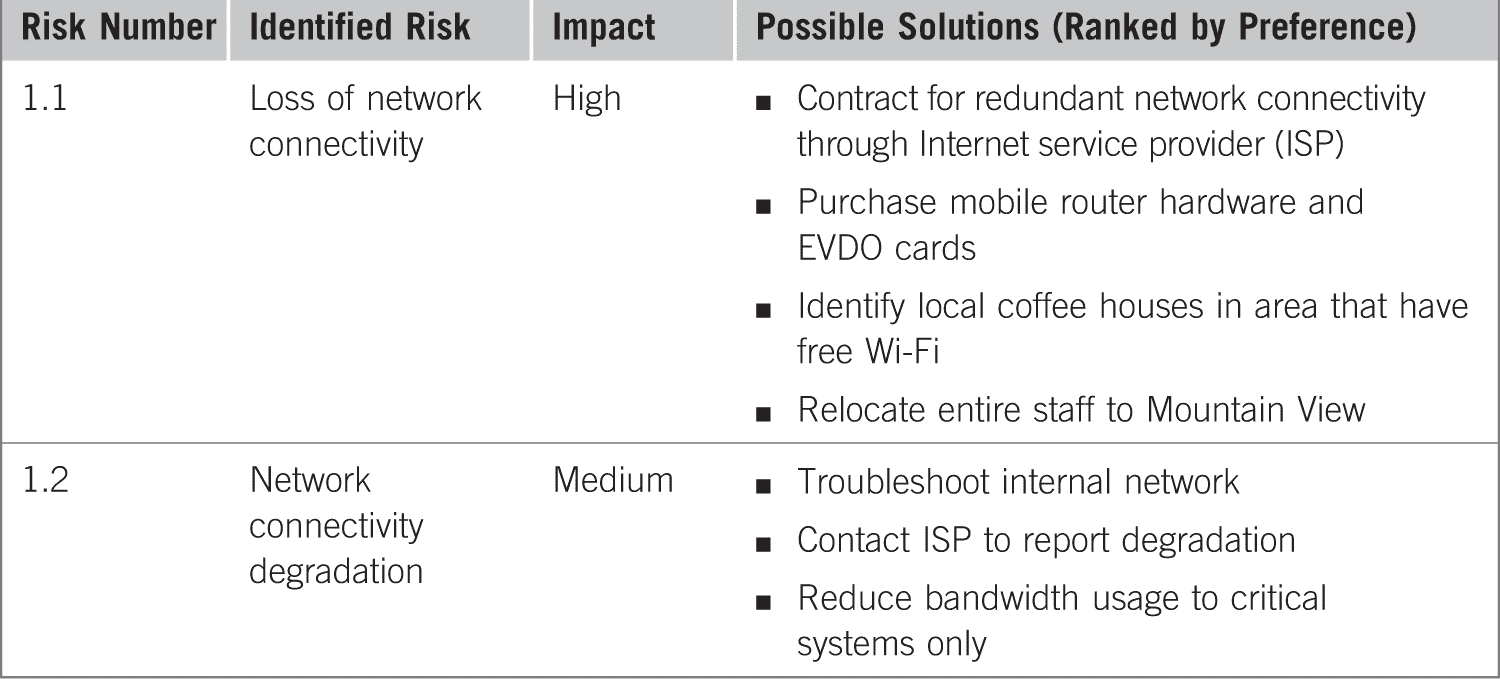 Risk Number Identified Risk Impact Possible Solutions (Ranked by Preference)
1.1 Loss of network connectivity High
■ Contract for redundant network connectivity
through Internet service provider (ISP)
■ Purchase mobile router hardware and
EVDO cards
■ Identify local coffee houses in area that have
free Wi-Fi
■ Relocate entire staff to Mountain View
1.2 Network connectivity degradation Medium
■ Troubleshoot internal network
■ Contact ISP to report degradation
■ Reduce bandwidth usage to critical
systems only